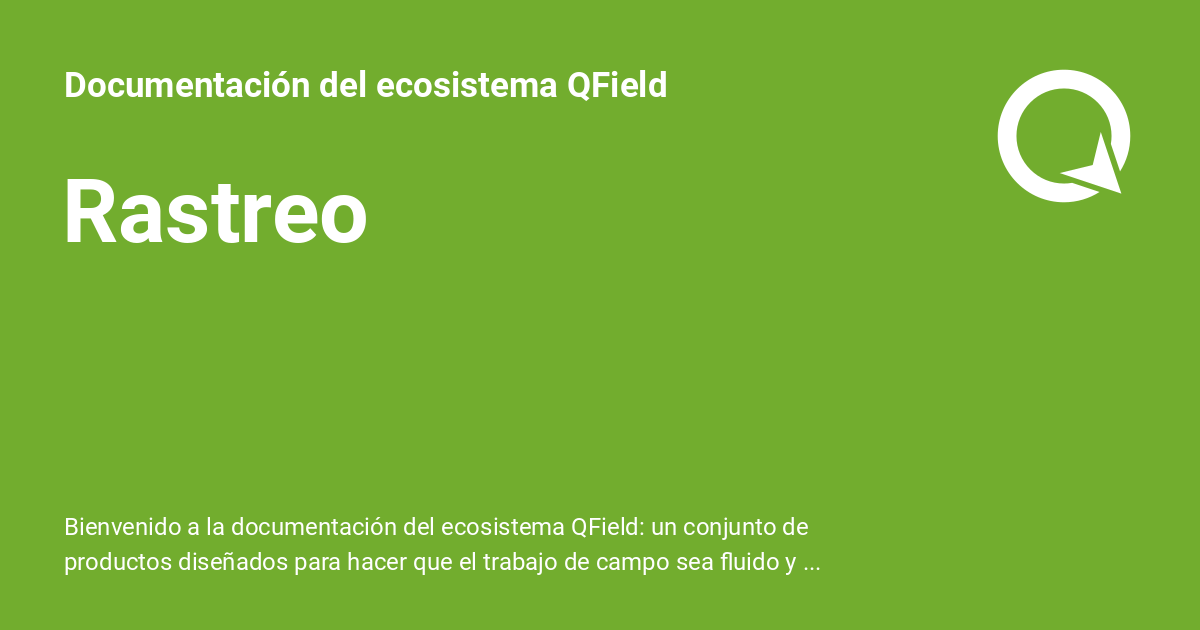 Documentación del ecosistema QField
Rastreo
Bienvenido a la documentación del ecosistema QField: un conjunto de
productos diseñados para hacer que el trabajo de campo sea fluido y ...